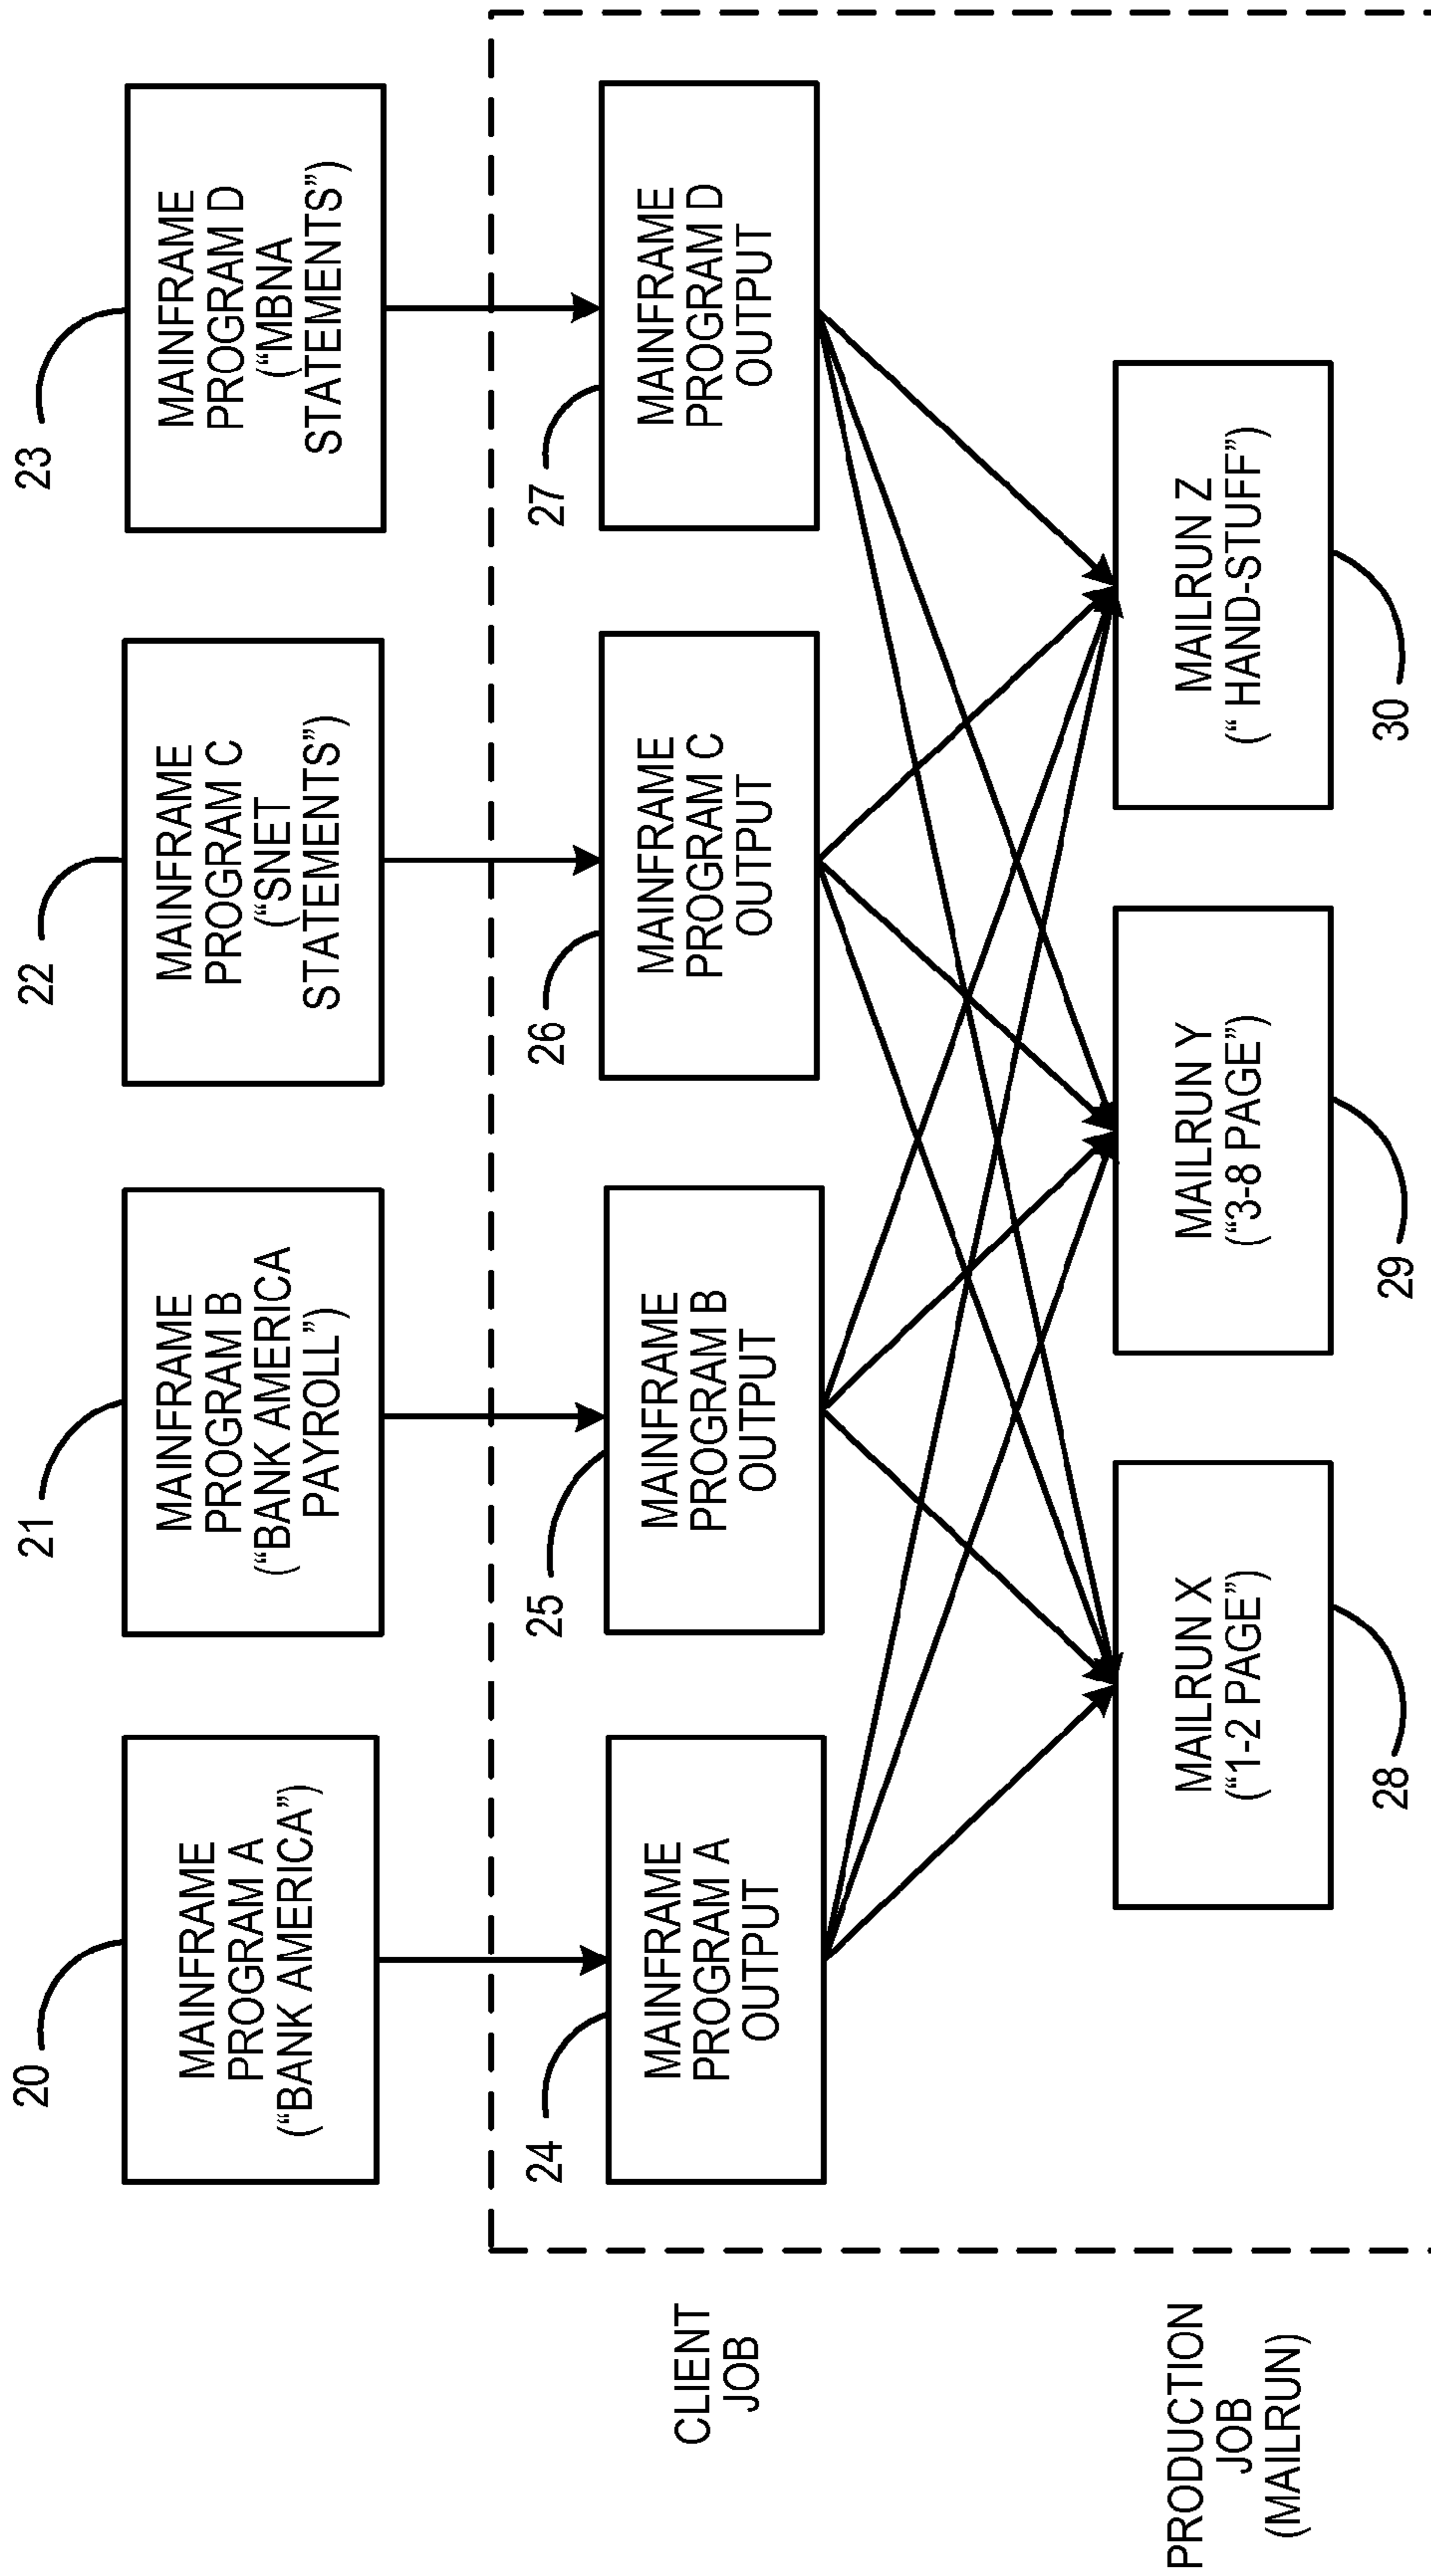 20
MAINFRAME
PROGRAM A
(“BANK AMERICA”)
21
MAINFRAME
PROGRAM B
(“BANK AMERICA
PAYROLL”)
22
MAINFRAME
PROGRAM C
(“SNET
STATEMENTS”)
23
MAINFRAME
PROGRAM D
(“MBNA
STATEMENTS”)
CLIENT
JOB
24
MAINFRAME
PROGRAM A
OUTPUT
25
MAINFRAME
PROGRAM B
OUTPUT
26
MAINFRAME
PROGRAM C
OUTPUT
27
MAINFRAME
PROGRAM D
OUTPUT
PRODUCTION
JOB
(MAILRUN)
MAILRUN X
(“1-2 PAGE”)
28
MAILRUN Y
(“3-8 PAGE”)
29
MAILRUN Z
(“ HAND-STUFF”)
30